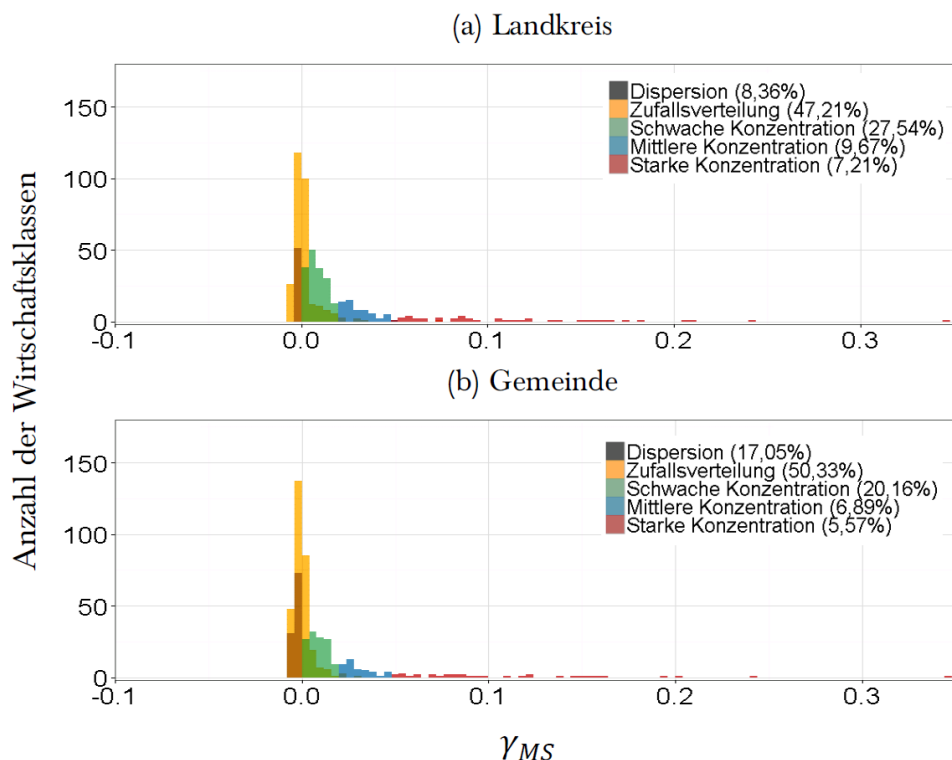 (a) Landkreis
150
100
50
0
-0.1
0.0
0.1
0.2
0.3
Dispersion (8,36%)
Zufallsverteilung (47,21%)
Schwache Konzentration (27,54%)
Mittlere Konzentration (9,67%)
Starke Konzentration (7,21%)
Anzahl der Wirtschaftsklassen
(b) Gemeinde
150
100
50
0
-0.1
0.0
0.1
0.2
0.3
Dispersion (17,05%)
Zufallsverteilung (50,33%)
Schwache Konzentration (20,16%)
Mittlere Konzentration (6,89%)
Starke Konzentration (5,57%)
γMS